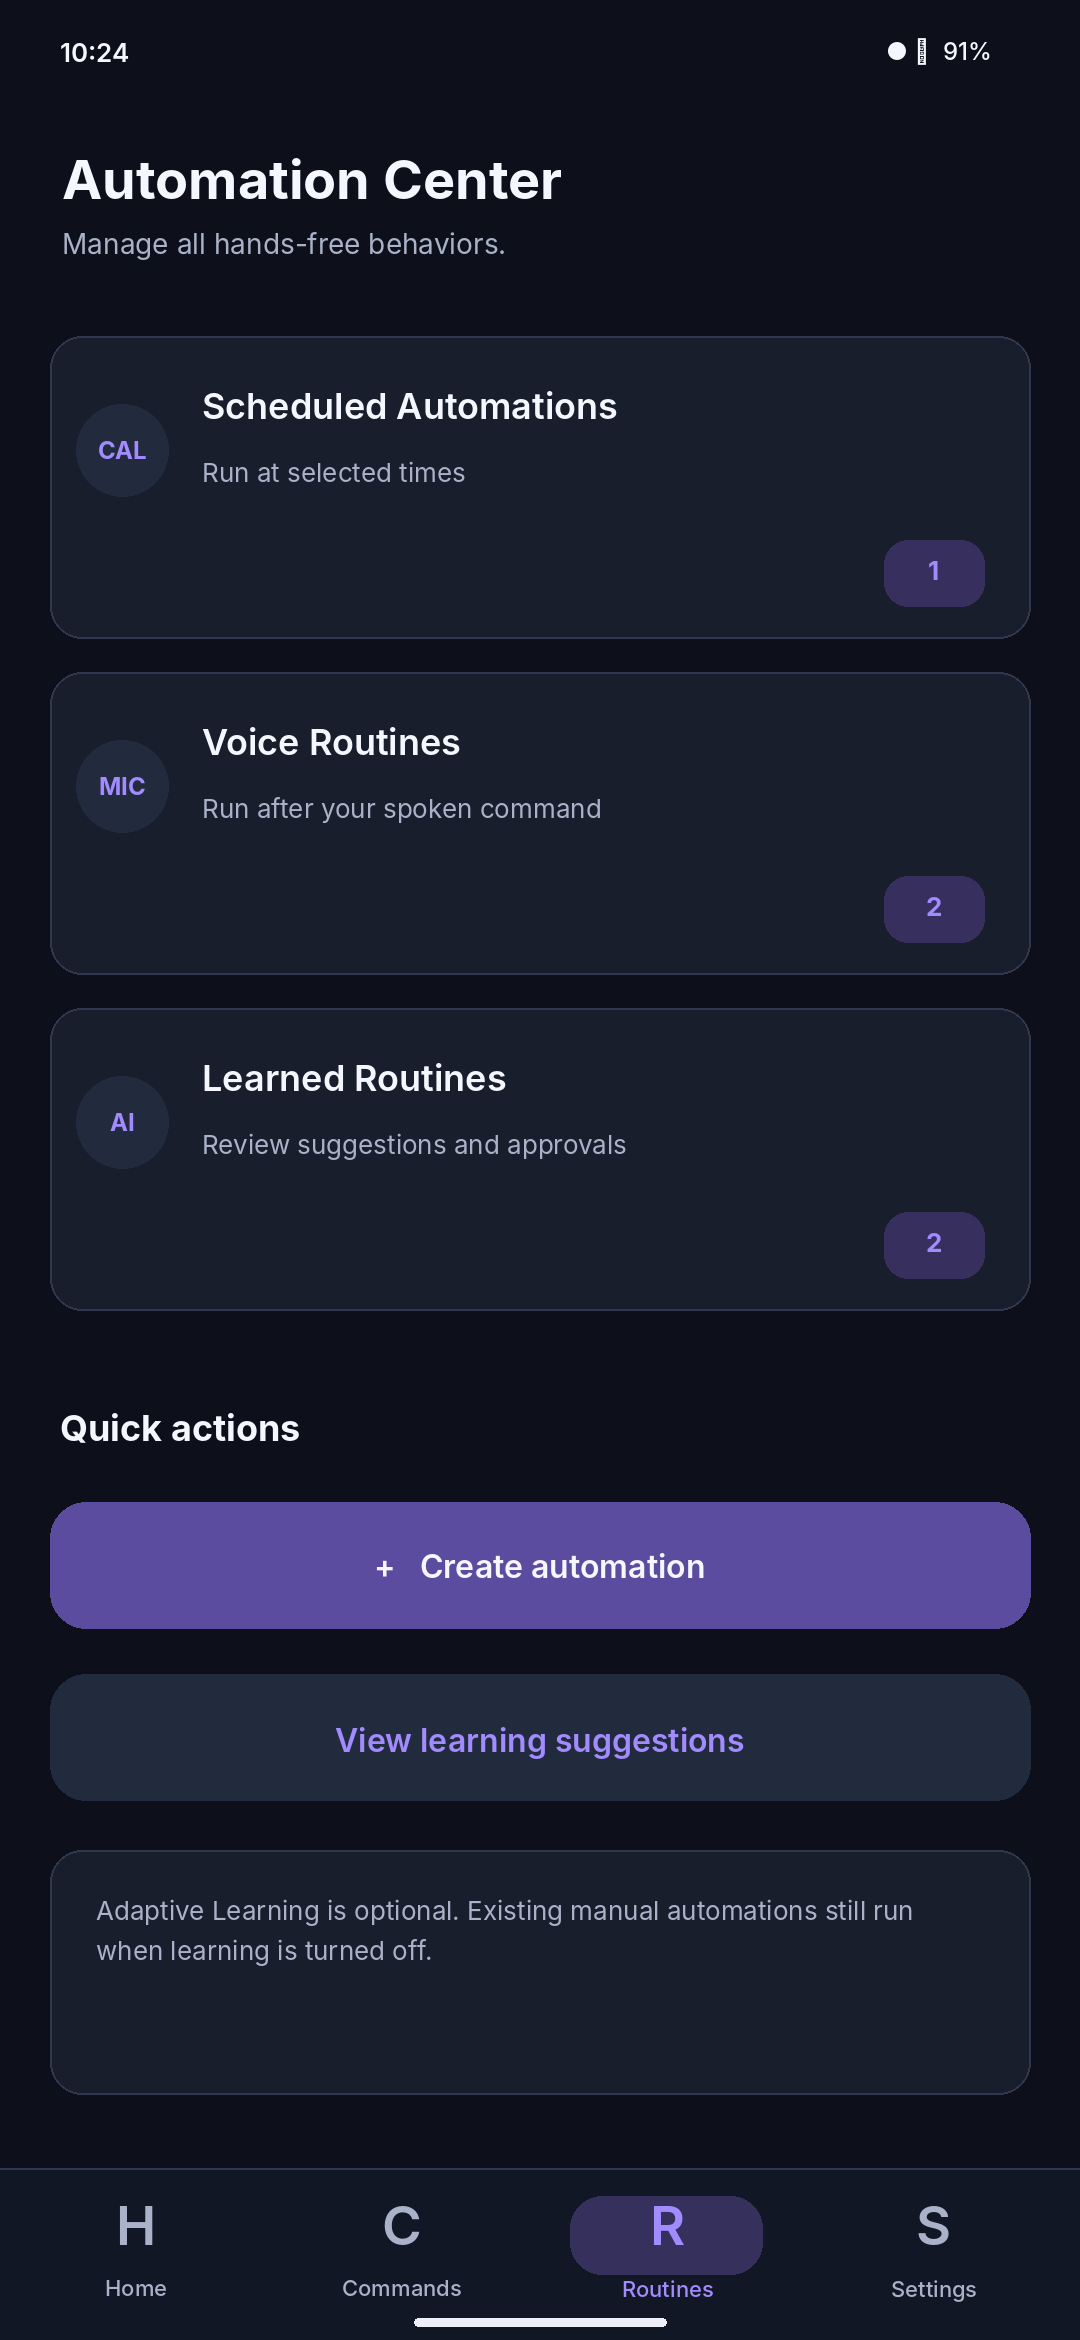 10:24
91%
Automation Center
Manage all hands-free behaviors.
Scheduled Automations
CAL
Run at selected times
1
Voice Routines
MIC
Run after your spoken command
2
Learned Routines
AI
Review suggestions and approvals
2
Quick actions
+ Create automation
View learning suggestions
Adaptive Learning is optional. Existing manual automations still run
when learning is turned off.
H C R S
Home Commands Routines Settings